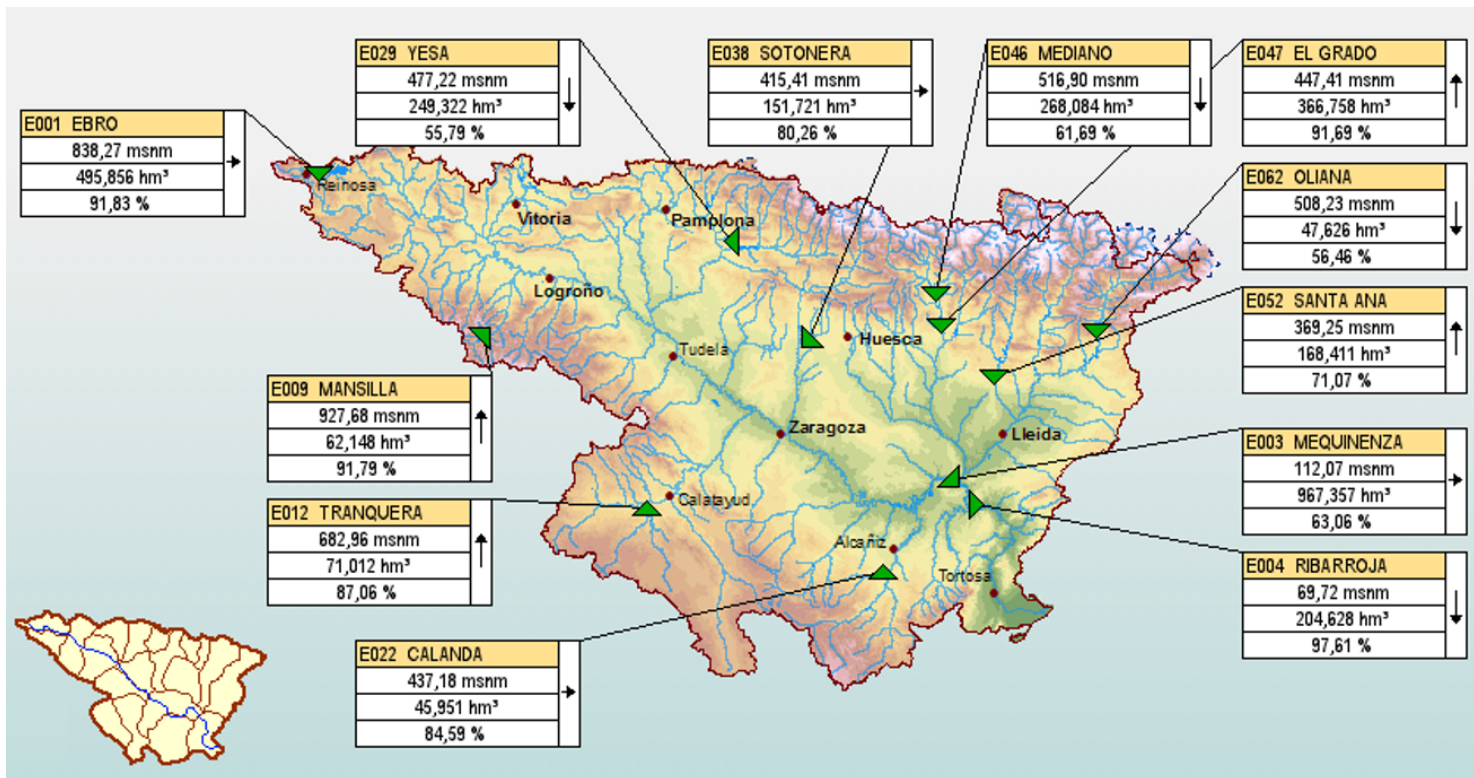 E029 YESA
477,22 msnm
249,322 hm³
55,79 %
E038 SOTONERA
415,41 msnm
151,721 hm³
80,26 %
E046 MEDIANO
516,90 msnm
268,084 hm³
61,69 %
E047 EL GRADO
447,41 msnm
366,758 hm³
91,69 %
E001 EBRO
838,27 msnm
495,856 hm³
91,83 %
E062 OLIANA
508,23 msnm
47,626 hm³
56,46 %
Reinosa
Vitoria
Pamplona
Logroño
Huesca
Tudela
E052 SANTA ANA
369,25 msnm
168,411 hm³
71,07 %
E009 MANSILLA
927,68 msnm
62,148 hm³
91,79 %
Zaragoza
Lleida
E003 MEQUINENZA
112,07 msnm
967,357 hm³
63,06 %
E012 TRANQUERA
682,96 msnm
71,012 hm³
87,06 %
Calatayud
Alcañiz
Tortosa
E004 RIBARROJA
69,72 msnm
204,628 hm³
97,61 %
E022 CALANDA
437,18 msnm
45,951 hm³
84,59 %